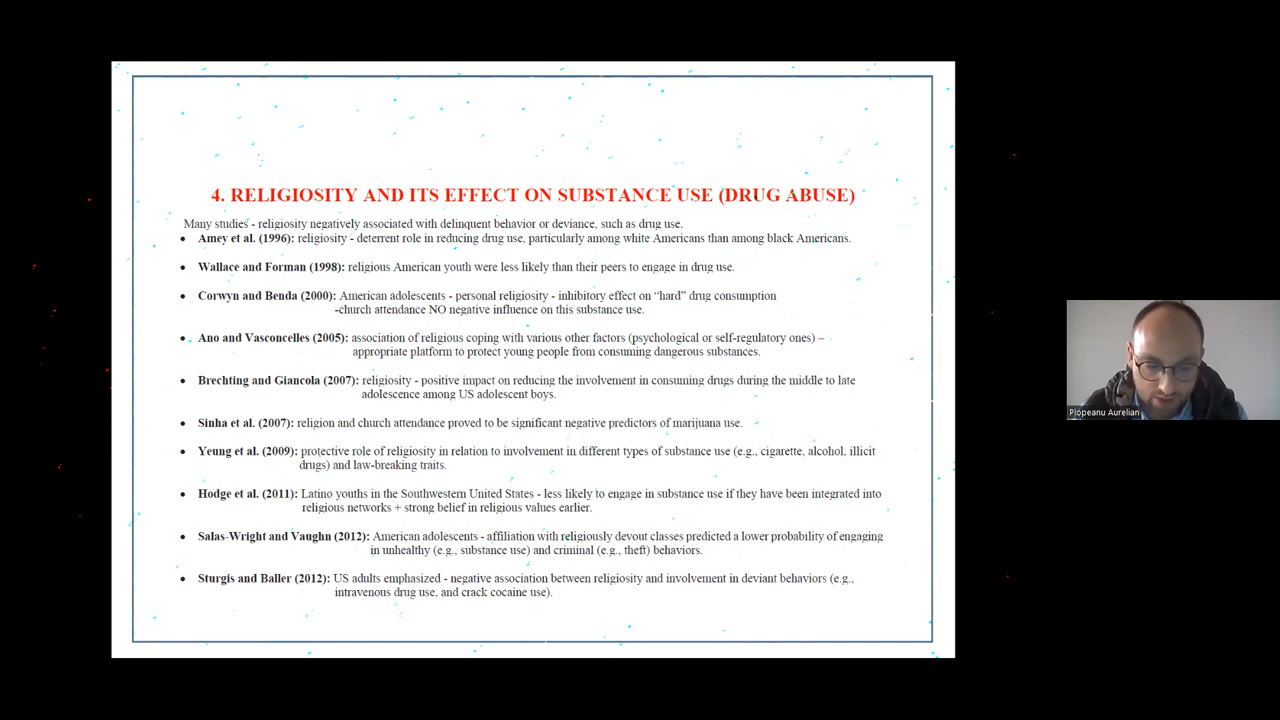 4. RELIGIOSITY AND ITS EFFECT ON SUBSTANCE USE (DRUG ABUSE)
Many studies - religiosity negatively associated with delinquent behavior or deviance, such as drug use.
• Amey et al. (1996): religiosity - deterrent role in reducing drug use, particularly among white Americans than among black Americans.
• Wallace and Forman (1998): religious American youth were less likely than their peers to engage in drug use.
• Corwyn and Benda (2000): American adolescents - personal religiosity - inhibitory effect on “hard” drug consumption
-church attendance NO negative influence on this substance use.
• Ano and Vasconcelles (2005): association of religious coping with various other factors (psychological or self-regulatory ones) –
appropriate platform to protect young people from consuming dangerous substances.
• Brechting and Giancola (2007): religiosity - positive impact on reducing the involvement in consuming drugs during the middle to late
adolescence among US adolescent boys.
• Sinha et al. (2007): religion and church attendance proved to be significant negative predictors of marijuana use.
• Yeung et al. (2009): protective role of religiosity in relation to involvement in different types of substance use (e.g., cigarette, alcohol, illicit
drugs) and law-breaking traits.
• Hodge et al. (2011): Latino youths in the Southwestern United States - less likely to engage in substance use if they have been integrated into
religious networks + strong belief in religious values earlier.
• Salas-Wright and Vaughn (2012): American adolescents - affiliation with religiously devout classes predicted a lower probability of engaging
in unhealthy (e.g., substance use) and criminal (e.g., theft) behaviors.
• Sturgis and Baller (2012): US adults emphasized - negative association between religiosity and involvement in deviant behaviors (e.g.,
intravenous drug use, and crack cocaine use).
Plopeanu Aurelian